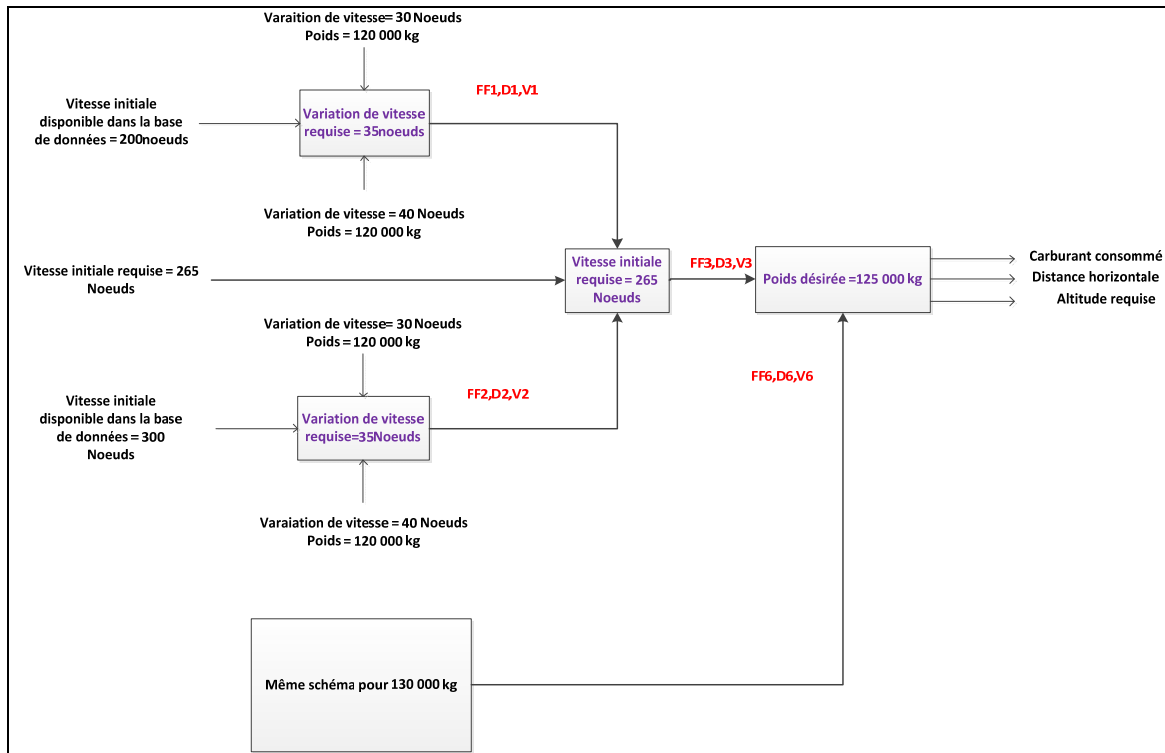 Varaition de vitesse= 30 Noeuds
Poids = 120 000 kg
FF1,D1,V1
Vitesse initiale
disponible dans la base
de données = 200noeuds
Variation de vitesse
requise = 35noeuds
Variation de vitesse = 40 Noeuds
Poids = 120 000 kg
Vitesse initiale requise = 265
Noeuds
Vitesse initiale
requise = 265
Noeuds
FF3,D3,V3
Poids désirée =125 000 kg
Carburant consommé
Distance horizontale
Altitude requise
Variation de vitesse= 30 Noeuds
Poids = 120 000 kg
FF2,D2,V2
FF6,D6,V6
Vitesse initiale
disponible dans la base
de données = 300
Noeuds
Variation de vitesse
requise=35Noeuds
Varaiation de vitesse = 40 Noeuds
Poids = 120 000 kg
Même schéma pour 130 000 kg